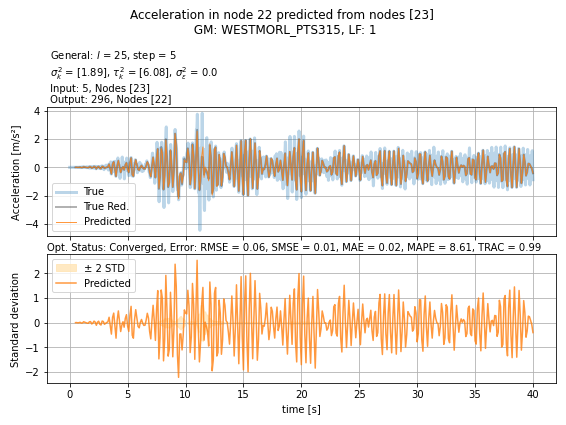 Acceleration in node 22 predicted from nodes [23]
GM: WESTMORL_PTS315, LF: 1
General: l = 25, step = 5
σ²ₖ = [1.89], τ²ₖ = [6.08], σ²ε = 0.0
Input: 5, Nodes [23]
Output: 296, Nodes [22]
Acceleration [m/s²]
4
2
0
−2
−4
True
True Red.
Predicted
Opt. Status: Converged, Error: RMSE = 0.06, SMSE = 0.01, MAE = 0.02, MAPE = 8.61, TRAC = 0.99
Standard deviation
2
1
0
−1
−2
± 2 STD
Predicted
0 5 10 15 20 25 30 35 40
time [s]